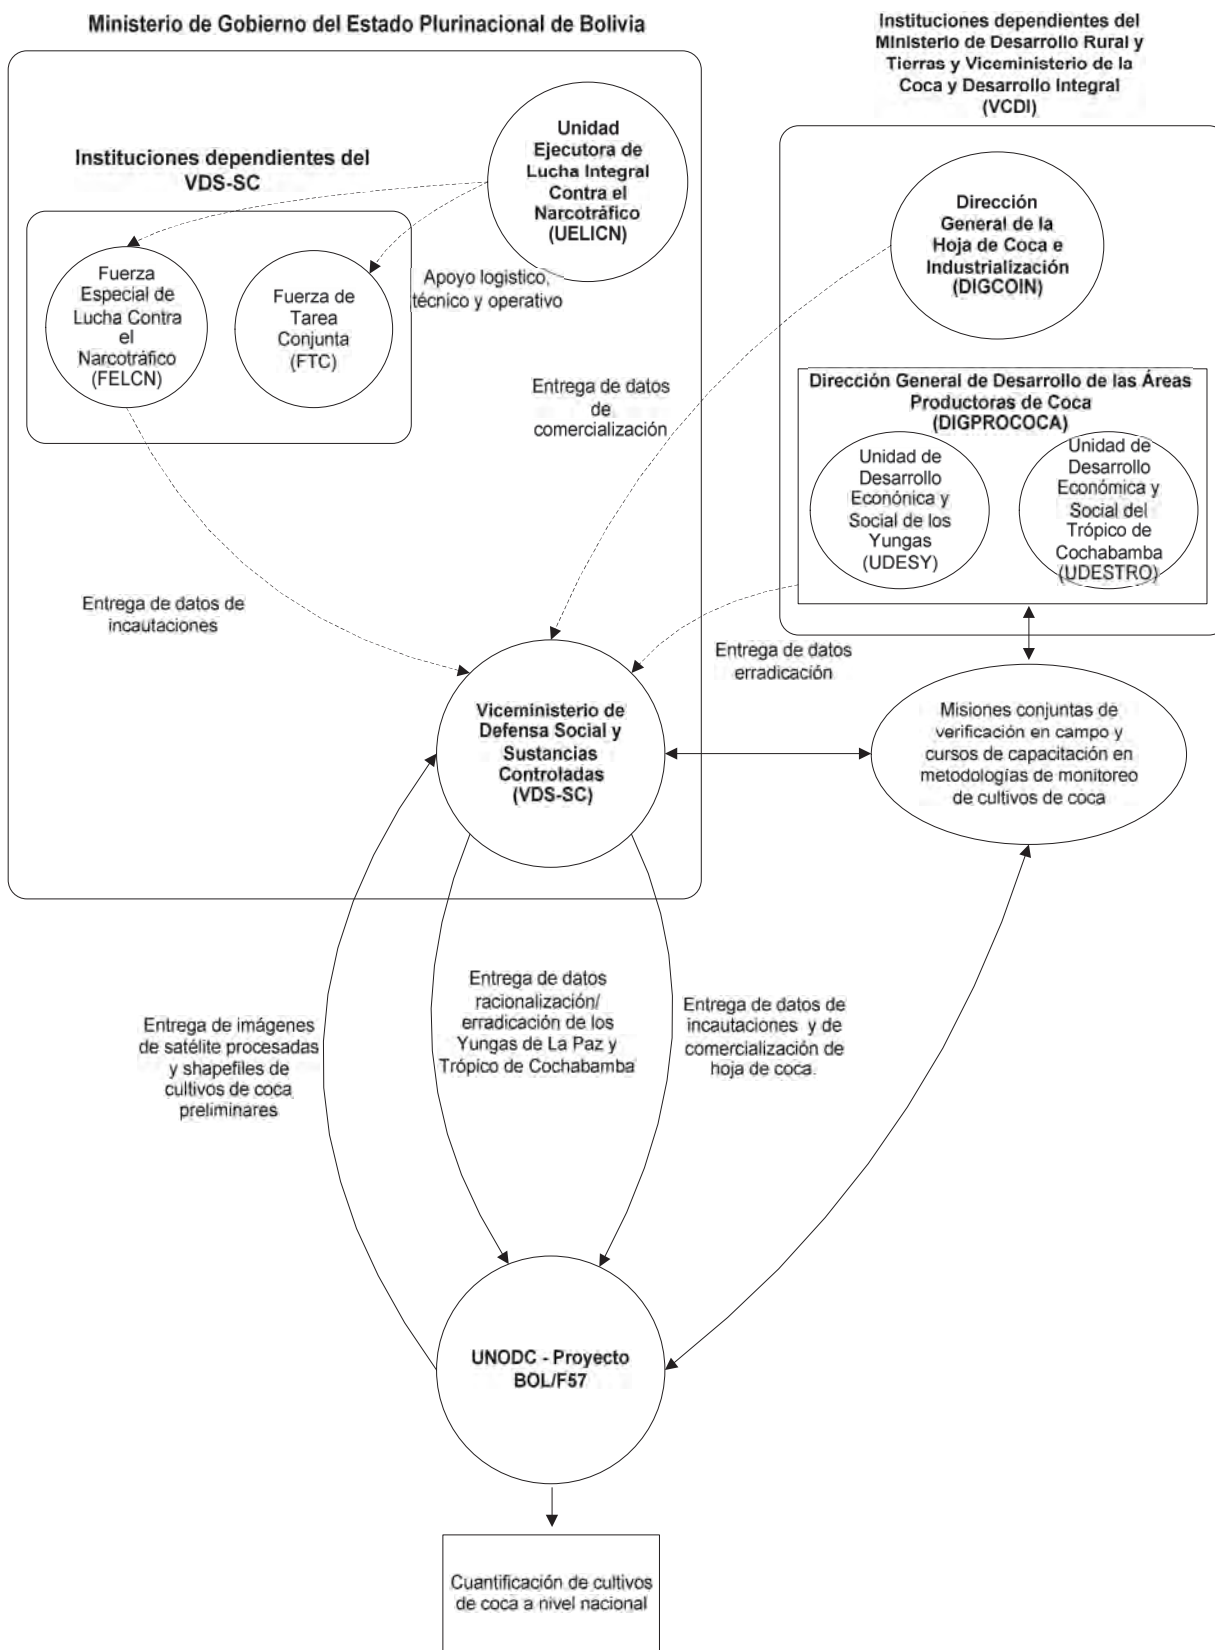 Ministerio de Gobierno del Estado Plurinacional de Bolivia
Instituciones dependientes del
Ministerio de Desarrollo Rural y
Tierras y Viceministerio de la
Coca y Desarrollo Integral
(VCDI)
Unidad
Ejecutora de
Lucha Integral
Contra el
Narcotráfico
(UELICN)
Instituciones dependientes del
VDS-SC
Fuerza
Especial de
Lucha Contra
el
Narcotráfico
(FELCN)
Fuerza de
Tarea
Conjunta
(FTC)
Apoyo logistico,
técnico y operativo
Dirección
General de la
Hoja de Coca e
Industrialización
(DIGCOIN)
Entrega de datos
de
comercialización
Dirección General de Desarrollo de las Áreas
Productoras de Coca
(DIGPROCOCA)
Unidad de
Desarrollo
Económica y
Social de los
Yungas
(UDESY)
Unidad de
Desarrollo
Económica y
Social del
Trópico de
Cochabamba
(UDESTRO)
Entrega de datos de
incautaciones
Entrega de datos
erradicación
Viceministerio de
Defensa Social y
Sustancias
Controladas
(VDS-SC)
Misiones conjuntas de
verificación en campo y
cursos de capacitación en
metodologías de monitoreo
de cultivos de coca
Entrega de imágenes
de satélite procesadas
y shapefiles de
cultivos de coca
preliminares
Entrega de datos
racionalización/
erradicación de los
Yungas de La Paz y
Trópico de Cochabamba
Entrega de datos de
incautaciones y de
comercialización de
hoja de coca.
UNODC - Proyecto
BOL/F57
Cuantificación de cultivos
de coca a nivel nacional